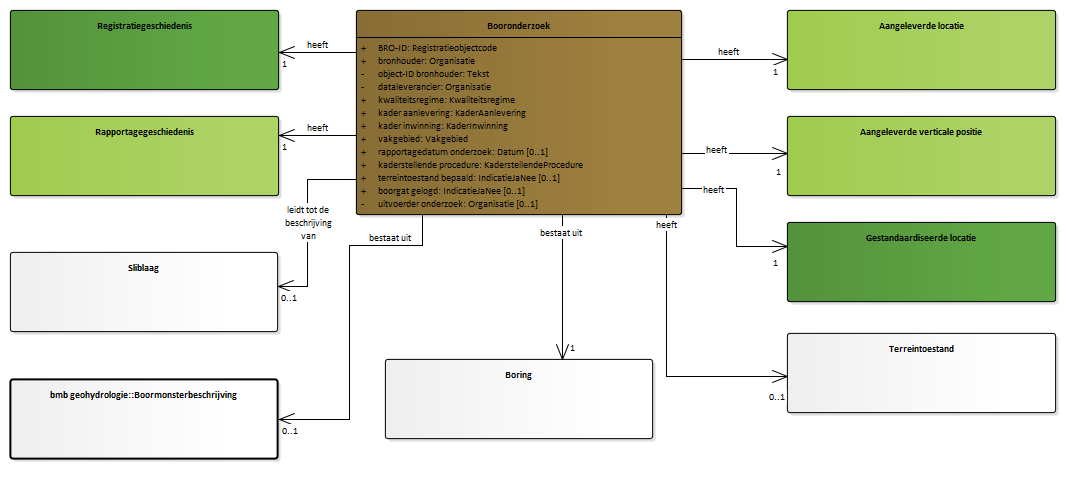 Registratiegeschiedenis
Booronderzoek
Aangeleverde locatie
+ BRO-ID: Registratieobjectcode
+ bronhouder: Organisatie
- object-ID bronhouder: Tekst
- dataleverancier: Organisatie
+ kwaliteitsregime: Kwaliteitsregime
+ kader aanlevering: KaderAanlevering
+ kader inwinning: KaderInwinning
+ vakgebied: Vakgebied
+ rapportagedatum onderzoek: Datum [0..1]
+ kaderstellende procedure: KaderstellendeProcedure
+ terreintoestand bepaald: IndicatieJaNee [0..1]
+ boorgat gelogd: IndicatieJaNee [0..1]
- uitvoerder onderzoek: Organisatie [0..1]
heeft
1
heeft
1
Rapportagegeschiedenis
heeft
1
Aangeleverde verticale positie
heeft
1
leidt tot de
beschrijving
van
0..1
heeft
1
Gestandaardiseerde locatie
bestaat uit
0..1
bestaat uit
1
heeft
0..1
Sliblaag
Terreintoestand
Boring
bmb geohydrologie::Boormonsterbeschrijving